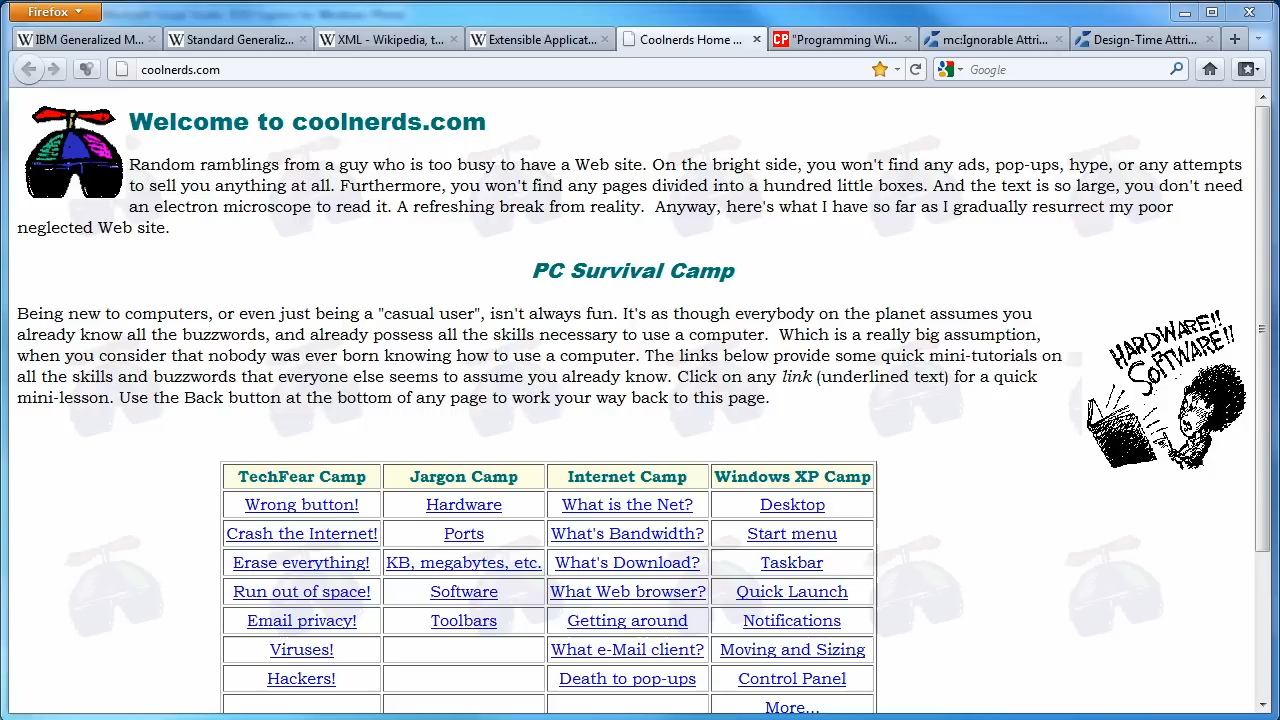 Firefox
IBM Generalized M...
Standard Generaliz...
XML - Wikipedia, t...
Extensible Applicat...
Coolnerds Home ...
CP "Programming Wi...
mc:Ignorable Attri...
Design-Time Attri...
coolnerds.com
Google
Welcome to coolnerds.com
Random ramblings from a guy who is too busy to have a Web site. On the bright side, you won't find any ads, pop-ups, hype, or any attempts
to sell you anything at all. Furthermore, you won't find any pages divided into a hundred little boxes. And the text is so large, you don't need
an electron microscope to read it. A refreshing break from reality.  Anyway, here's what I have so far as I gradually resurrect my poor
neglected Web site.
PC Survival Camp
Being new to computers, or even just being a "casual user", isn't always fun. It's as though everybody on the planet assumes you
already know all the buzzwords, and already possess all the skills necessary to use a computer.  Which is a really big assumption,
when you consider that nobody was ever born knowing how to use a computer. The links below provide some quick mini-tutorials on
all the skills and buzzwords that everyone else seems to assume you already know. Click on any link (underlined text) for a quick
mini-lesson. Use the Back button at the bottom of any page to work your way back to this page.
HARDWARE!!
SOFTWARE!!
TechFear Camp Jargon Camp Internet Camp Windows XP Camp
Wrong button! Hardware What is the Net? Desktop
Crash the Internet! Ports What's Bandwidth? Start menu
Erase everything! KB, megabytes, etc. What's Download? Taskbar
Run out of space! Software What Web browser? Quick Launch
Email privacy! Toolbars Getting around Notifications
Viruses! What e-Mail client? Moving and Sizing
Hackers! Death to pop-ups Control Panel
More...